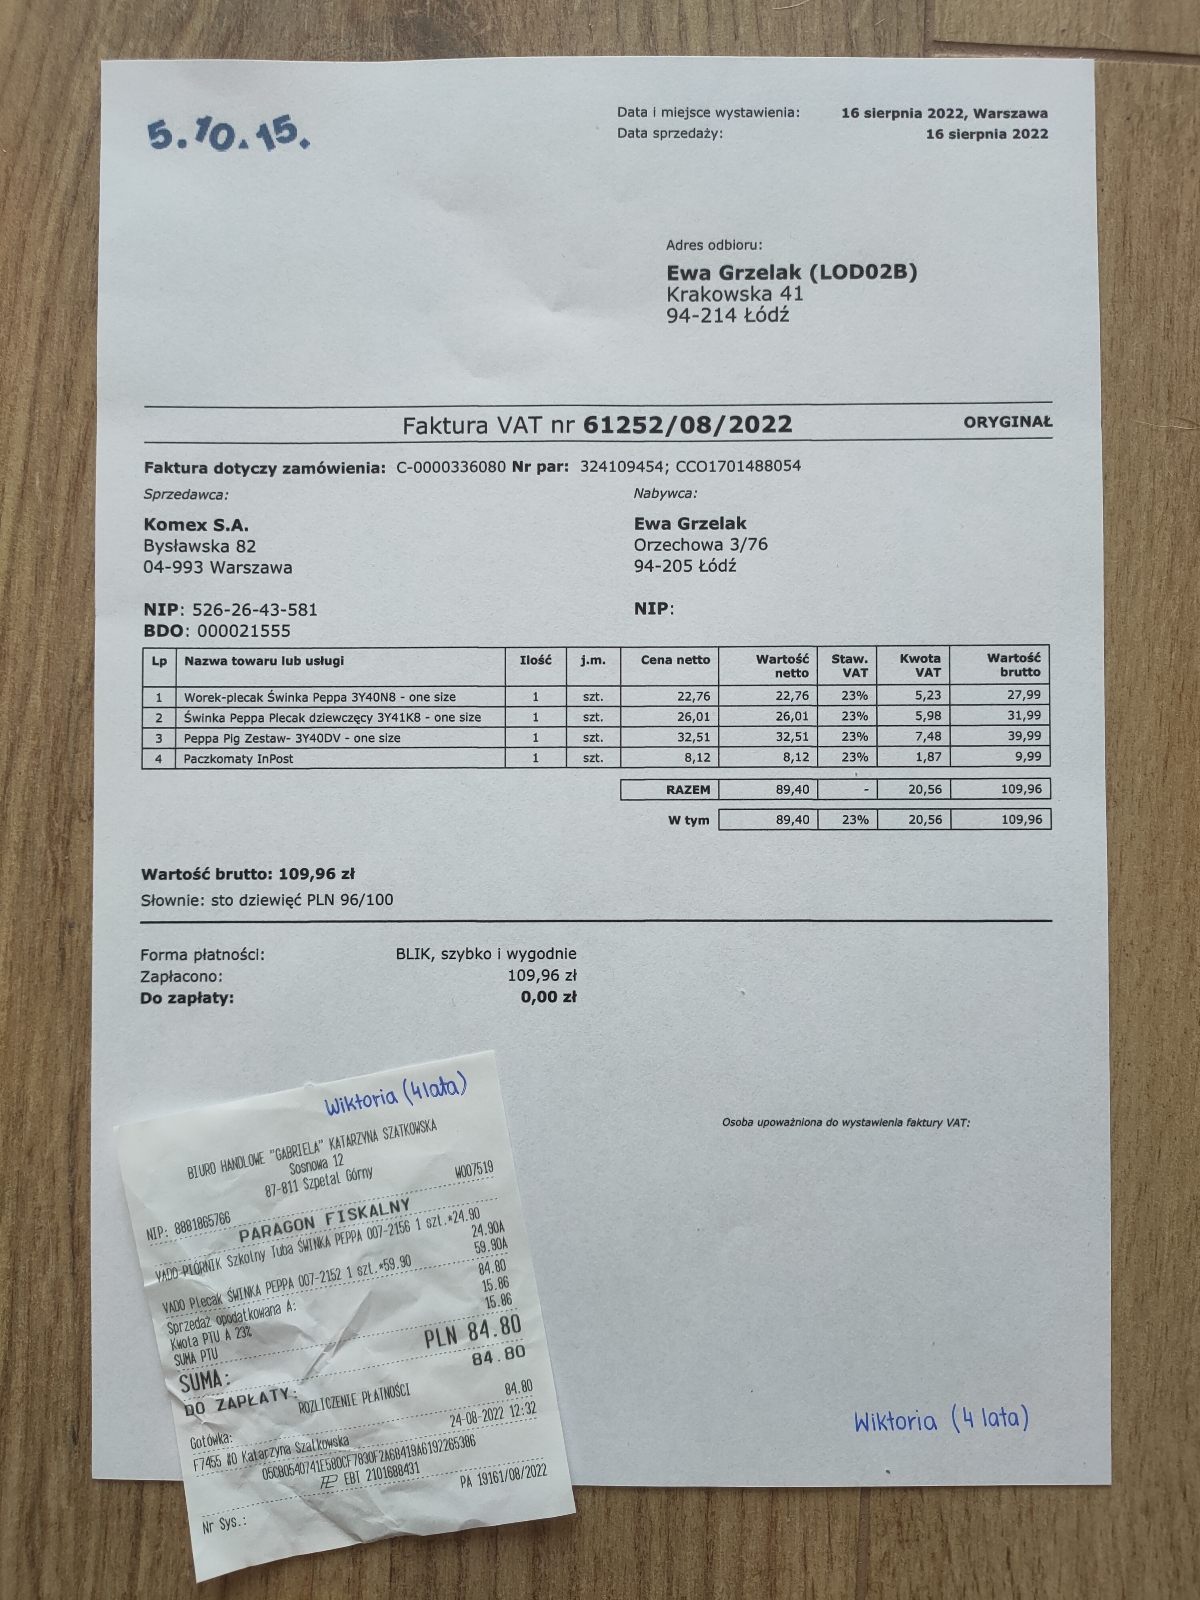 5.10.15.
Data i miejsce wystawienia: 16 sierpnia 2022, Warszawa
Data sprzedaży: 16 sierpnia 2022
Adres odbioru:
Ewa Grzelak (LOD02B)
Krakowska 41
94-214 Łódź
Faktura VAT nr 61252/08/2022 ORYGINAŁ
Faktura dotyczy zamówienia: C-0000336080 Nr par: 324109454; CCO1701488054
Sprzedawca: Nabywca:
Komex S.A. Ewa Grzelak
Bysławska 82 Orzechowa 3/76
04-993 Warszawa 94-205 Łódź
NIP: 526-26-43-581 NIP:
BDO: 000021555
Lp Nazwa towaru lub usługi Ilość j.m. Cena netto Wartość netto Staw. VAT Kwota VAT Wartość brutto
1 Worek-plecak Świnka Peppa 3Y40N8 - one size 1 szt. 22,76 22,76 23% 5,23 27,99
2 Świnka Peppa Plecak dziewczęcy 3Y41K8 - one size 1 szt. 26,01 26,01 23% 5,98 31,99
3 Peppa Pig Zestaw- 3Y40DV - one size 1 szt. 32,51 32,51 23% 7,48 39,99
4 Paczkomaty InPost 1 szt. 8,12 8,12 23% 1,87 9,99
RAZEM 89,40 - 20,56 109,96
W tym 89,40 23% 20,56 109,96
Wartość brutto: 109,96 zł
Słownie: sto dziewięć PLN 96/100
Forma płatności: BLIK, szybko i wygodnie
Zapłacono: 109,96 zł
Do zapłaty: 0,00 zł
Osoba upoważniona do wystawienia faktury VAT:
Wiktoria (4 lata)
Wiktoria (4 lata)
BIURO HANDLOWE "GABRIELA" KATARZYNA SZATKOWSKA
Sosnowa 12
87-811 Szpetal Górny
NIP: 8881865766 W007519
PARAGON FISKALNY
VADO-PIÓRNIK Szkolny Tuba ŚWINKA PEPPA 007-2156 1 szt.*24.90
24.90A
VADO Plecak ŚWINKA PEPPA 007-2152 1 szt.*59.90 59.90A
Sprzedaż opodatkowana A: 84.80
Kwota PTU A 23% 15.86
SUMA PTU 15.86
SUMA: PLN 84.80
DO ZAPŁATY: 84.80
ROZLICZENIE PŁATNOŚCI
Gotówka: 84.80
F7455 #0 Katarzyna Szatkowska 24-08-2022 12:32
05CB0540741E580CF7830F2A68419A6192265386
EBT 2101688431
Nr Sys.: PA 19161/08/2022